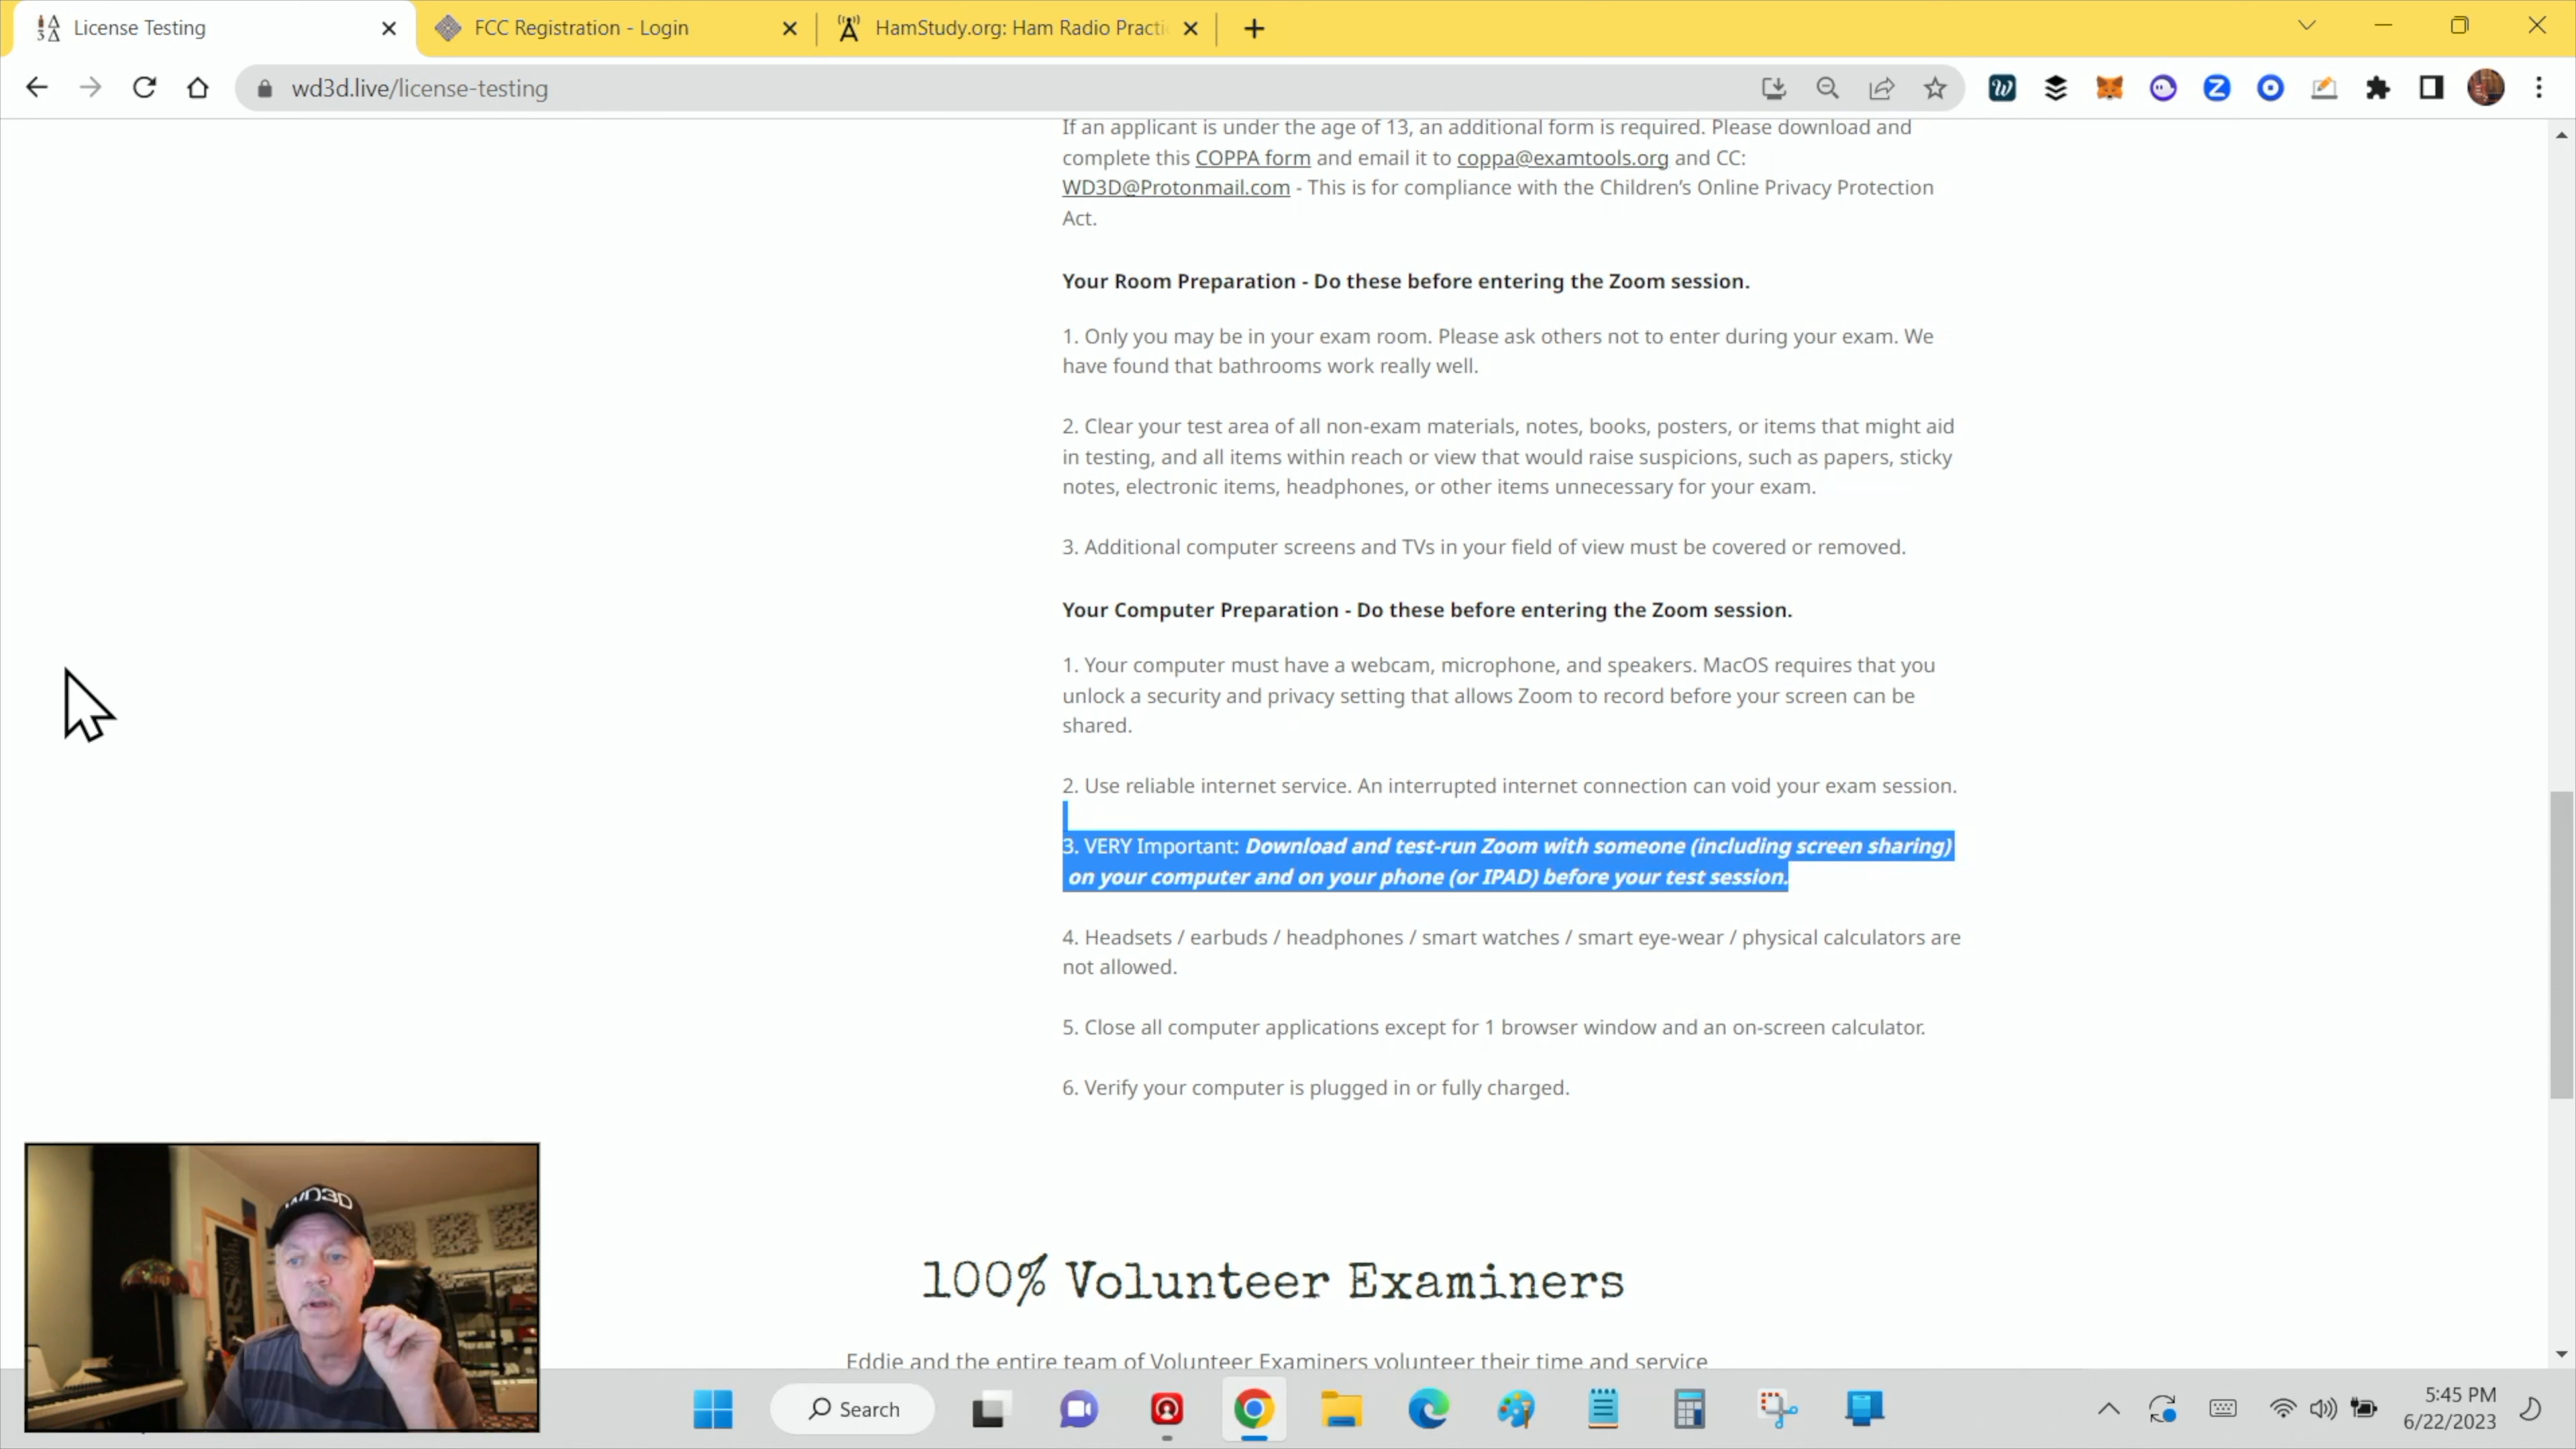 License Testing
FCC Registration - Login
HamStudy.org: Ham Radio Practi
wd3d.live/license-testing
If an applicant is under the age of 13, an additional form is required. Please download and
complete this COPPA form and email it to coppa@examtools.org and CC:
WD3D@Protonmail.com - This is for compliance with the Children's Online Privacy Protection
Act.
Your Room Preparation - Do these before entering the Zoom session.
1. Only you may be in your exam room. Please ask others not to enter during your exam. We
have found that bathrooms work really well.
2. Clear your test area of all non-exam materials, notes, books, posters, or items that might aid
in testing, and all items within reach or view that would raise suspicions, such as papers, sticky
notes, electronic items, headphones, or other items unnecessary for your exam.
3. Additional computer screens and TVs in your field of view must be covered or removed.
Your Computer Preparation - Do these before entering the Zoom session.
1. Your computer must have a webcam, microphone, and speakers. MacOS requires that you
unlock a security and privacy setting that allows Zoom to record before your screen can be
shared.
2. Use reliable internet service. An interrupted internet connection can void your exam session.
3. VERY Important: Download and test-run Zoom with someone (including screen sharing)
on your computer and on your phone (or IPAD) before your test session.
4. Headsets / earbuds / headphones / smart watches / smart eye-wear / physical calculators are
not allowed.
5. Close all computer applications except for 1 browser window and an on-screen calculator.
6. Verify your computer is plugged in or fully charged.
WD3D
100% Volunteer Examiners
Eddie and the entire team of Volunteer Examiners volunteer their time and service
Search
5:45 PM
6/22/2023